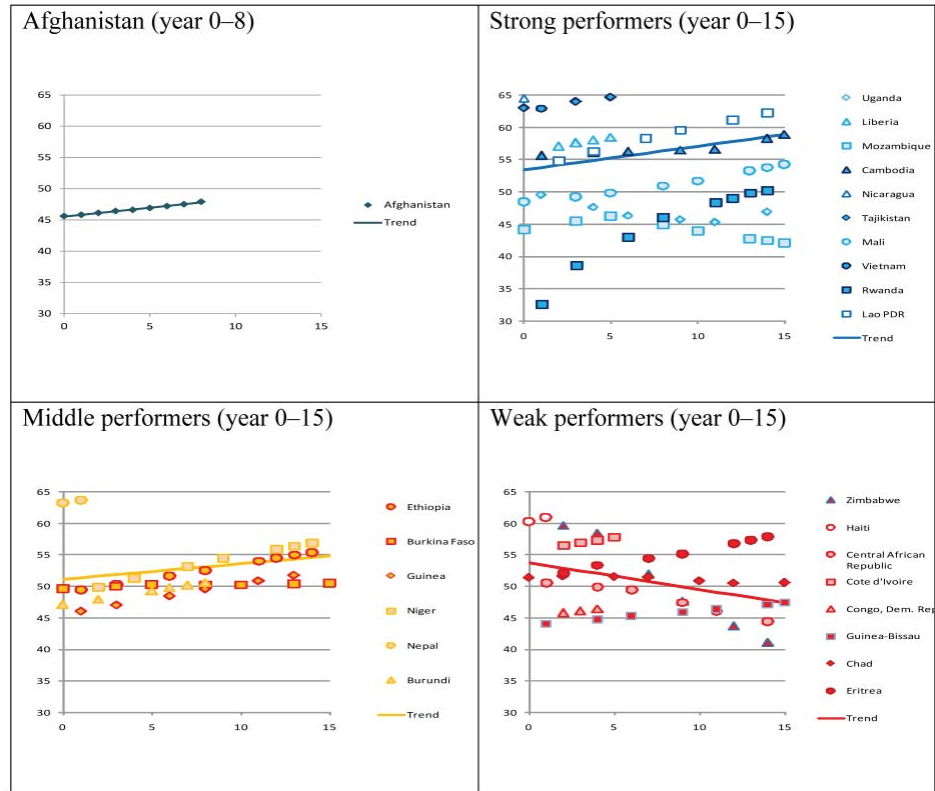 Afghanistan (year 0–8)
65
60
55
50
45
40
35
30
0
5
10
15
Afghanistan
Trend
Strong performers (year 0–15)
65
60
55
50
45
40
35
30
0
5
10
15
Uganda
Liberia
Mozambique
Cambodia
Nicaragua
Tajikistan
Mali
Vietnam
Rwanda
Lao PDR
Trend
Middle performers (year 0–15)
65
60
55
50
45
40
35
30
0
5
10
15
Ethiopia
Burkina Faso
Guinea
Niger
Nepal
Burundi
Trend
Weak performers (year 0–15)
65
60
55
50
45
40
35
30
0
5
10
15
Zimbabwe
Haiti
Central African
Republic
Cote d'Ivoire
Congo, Dem. Rep
Guinea-Bissau
Chad
Eritrea
Trend